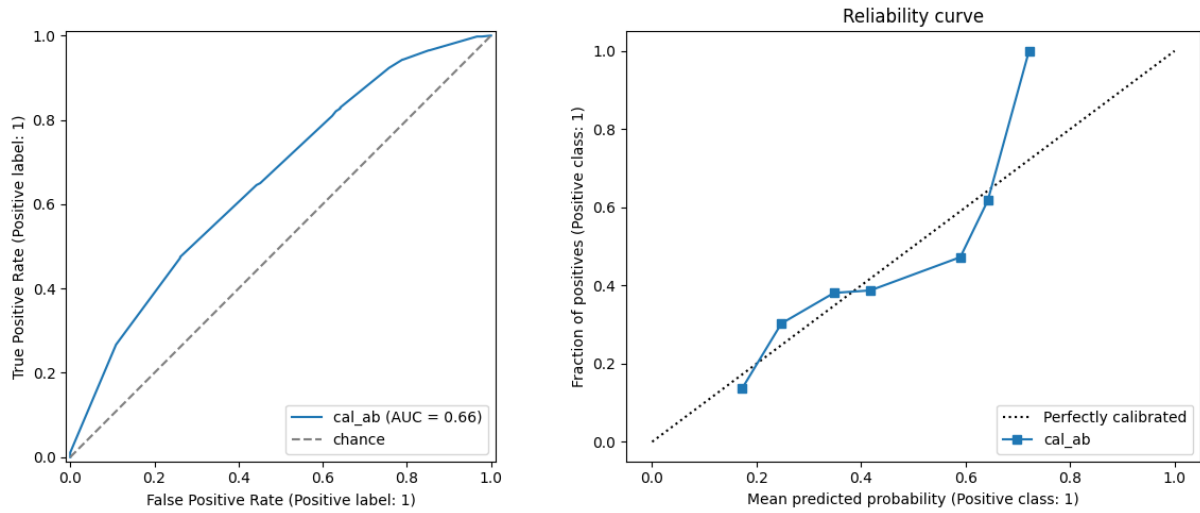 1.0
0.8
0.6
0.4
0.2
0.0
True Positive Rate (Positive label: 1)
0.0 0.2 0.4 0.6 0.8 1.0
False Positive Rate (Positive label: 1)
cal_ab (AUC = 0.66)
chance
Reliability curve
1.0
0.8
0.6
0.4
0.2
0.0
Fraction of positives (Positive class: 1)
0.0 0.2 0.4 0.6 0.8 1.0
Mean predicted probability (Positive class: 1)
Perfectly calibrated
cal_ab